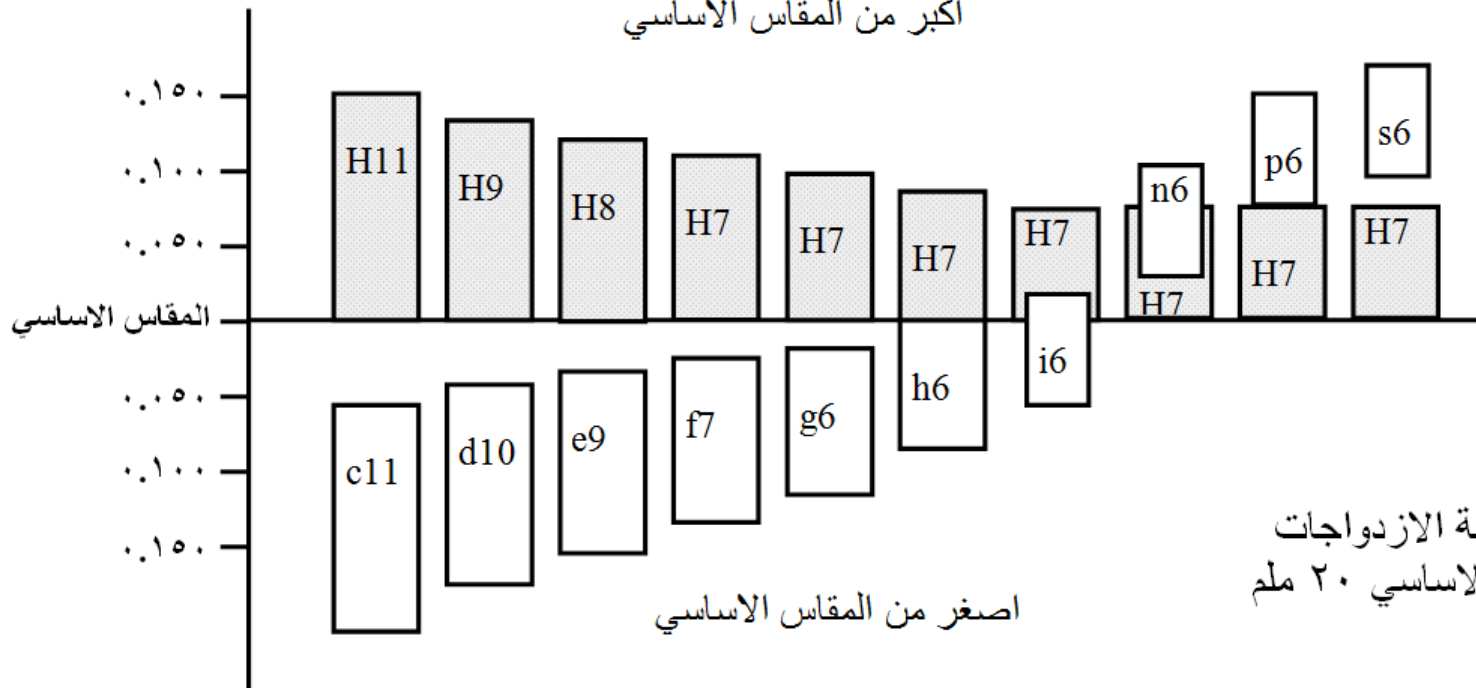 أكبر من المقاس الاساسي
٠.١٥٠
٠.١٠٠
٠.٠٥٠
المقاس الاساسي
٠.٠٥٠
٠.١٠٠
٠.١٥٠
H11
H9
H8
H7
H7
H7
H7
H7
H7
H7
n6
p6
s6
c11
d10
e9
f7
g6
h6
i6
الازدواجات
الاساسي ٢٠ ملم
اصغر من المقاس الاساسي